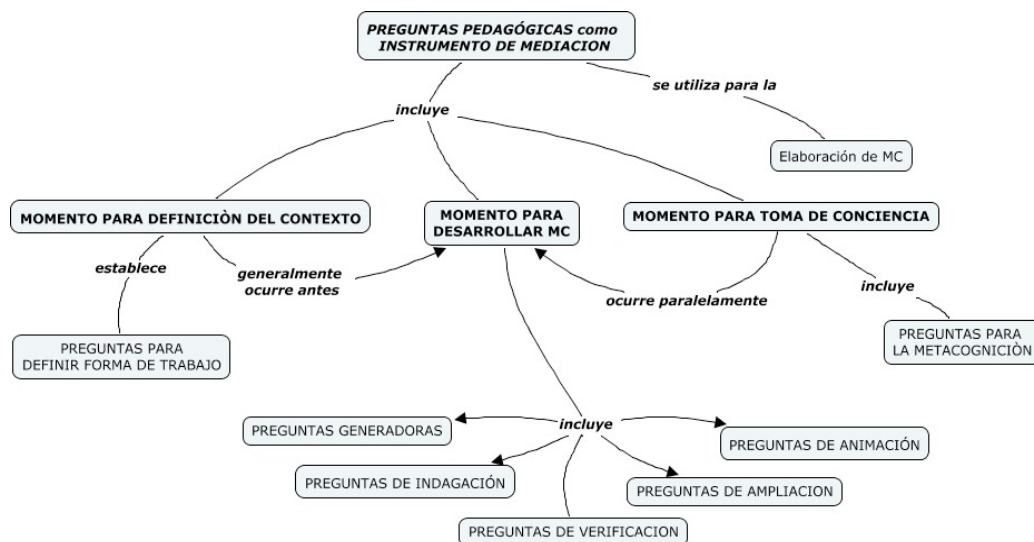 PREGUNTAS PEDAGÓGICAS como
INSTRUMENTO DE MEDIACION
se utiliza para la
incluye
Elaboración de MC
MOMENTO PARA DEFINICIÒN DEL CONTEXTO
MOMENTO PARA
DESARROLLAR MC
MOMENTO PARA TOMA DE CONCIENCIA
establece
generalmente
ocurre antes
ocurre paralelamente
incluye
PREGUNTAS PARA
DEFINIR FORMA DE TRABAJO
PREGUNTAS PARA
LA METACOGNICIÒN
incluye
PREGUNTAS GENERADORAS
PREGUNTAS DE ANIMACIÓN
PREGUNTAS DE INDAGACIÓN
PREGUNTAS DE AMPLIACION
PREGUNTAS DE VERIFICACION